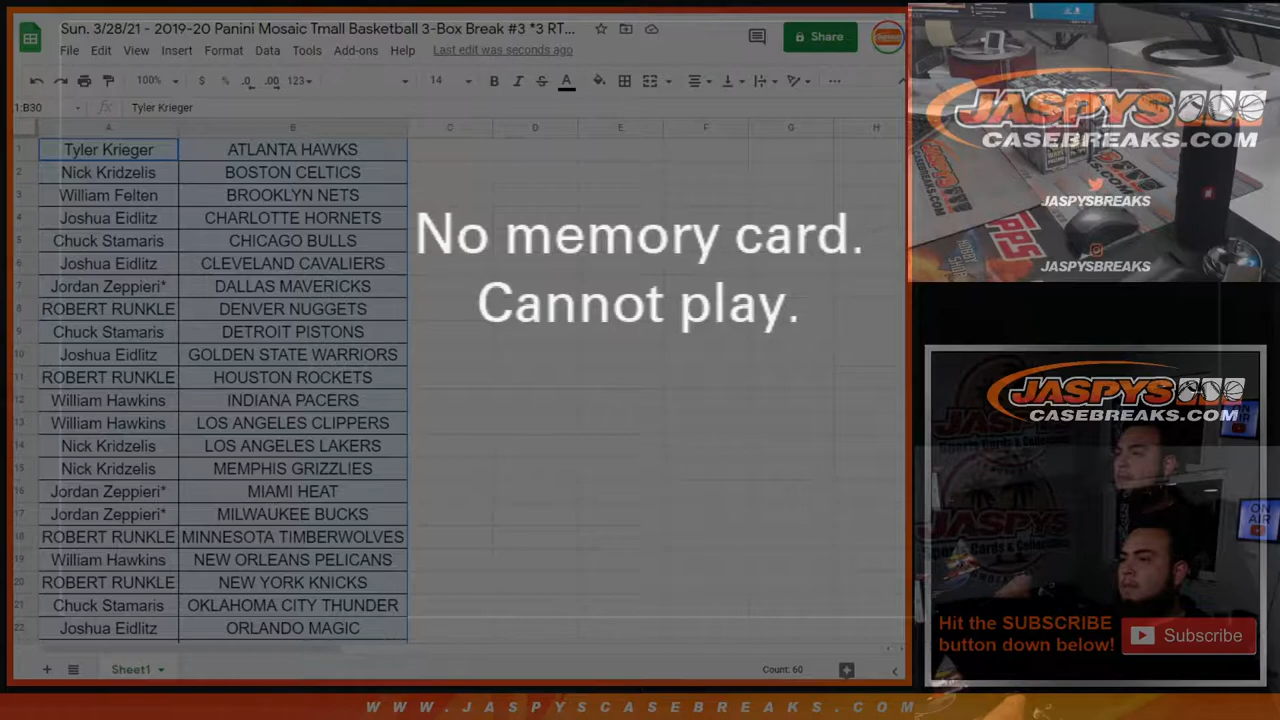 Sun. 3/28/21 - 2019-20 Panini Mosaic Tmall Basketball 3-Box Break #3 *3 RT...
File Edit View Insert Format Data Tools Add-ons Help Last edit was seconds ago
Share
100% $ % .0 .00 123 14 B I S A
1:B30 fx Tyler Krieger
A B C D E F G H
1 Tyler Krieger ATLANTA HAWKS
2 Nick Kridzelis BOSTON CELTICS
3 William Felten BROOKLYN NETS
4 Joshua Eidlitz CHARLOTTE HORNETS
5 Chuck Stamaris CHICAGO BULLS
6 Joshua Eidlitz CLEVELAND CAVALIERS
7 Jordan Zeppieri* DALLAS MAVERICKS
8 ROBERT RUNKLE DENVER NUGGETS
9 Chuck Stamaris DETROIT PISTONS
10 Joshua Eidlitz GOLDEN STATE WARRIORS
11 ROBERT RUNKLE HOUSTON ROCKETS
12 William Hawkins INDIANA PACERS
13 William Hawkins LOS ANGELES CLIPPERS
14 Nick Kridzelis LOS ANGELES LAKERS
15 Nick Kridzelis MEMPHIS GRIZZLIES
16 Jordan Zeppieri* MIAMI HEAT
17 Jordan Zeppieri* MILWAUKEE BUCKS
18 ROBERT RUNKLE MINNESOTA TIMBERWOLVES
19 William Hawkins NEW ORLEANS PELICANS
20 ROBERT RUNKLE NEW YORK KNICKS
21 Chuck Stamaris OKLAHOMA CITY THUNDER
22 Joshua Eidlitz ORLANDO MAGIC
Sheet1 Count: 60
No memory card.
Cannot play.
JASPYS
CASEBREAKS.COM
JASPYSBREAKS
JASPYSBREAKS
JASPYS
CASEBREAKS.COM
JASPYS
Sports Cards & Collectibles
ON
AIR
Hit the SUBSCRIBE
button down below!
Subscribe
WWW.JASPYSCASEBREAKS.COM